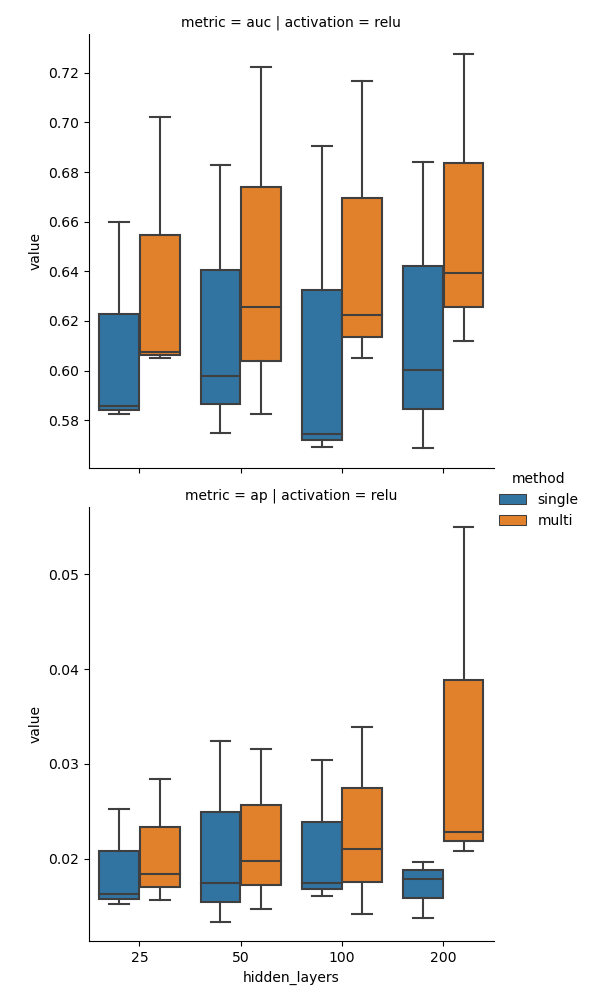 metric = auc | activation = relu
0.72
0.70
0.68
0.66
0.64
0.62
0.60
0.58
value
method
single
multi
metric = ap | activation = relu
0.05
0.04
0.03
0.02
value
25 50 100 200
hidden_layers